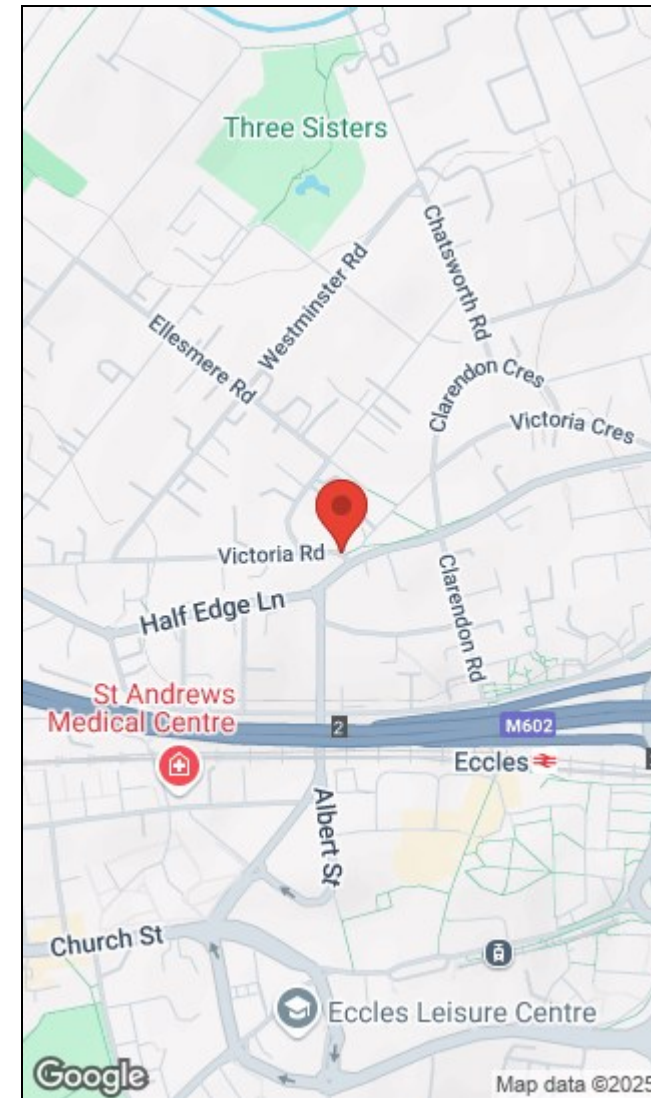 Three Sisters
Chatsworth Rd
Westminster Rd
Ellesmere Rd
Clarendon Cres
Victoria Cres
Victoria Rd
Half Edge Ln
Clarendon Rd
St Andrews
Medical Centre
2
M602
Eccles
Albert St
Church St
Eccles Leisure Centre
Google
Map data ©2025